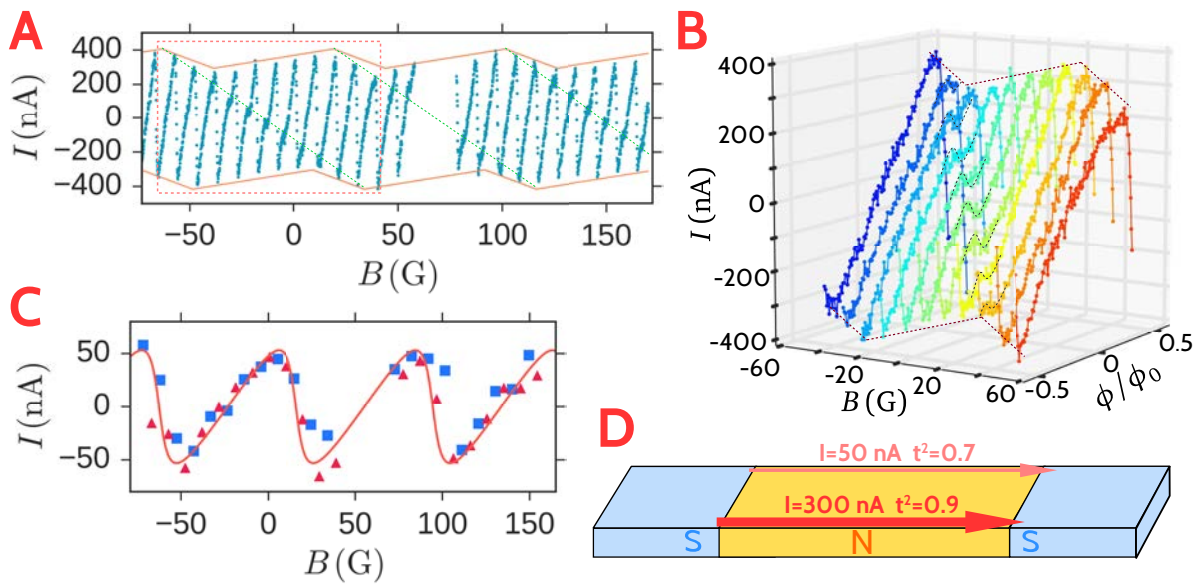 A
400
200
0
−200
−400
I (nA)
−50
0
50
100
150
B (G)
B
400
200
0
-200
-400
I (nA)
-60
-20
20
60
B (G)
-0.5
0
0.5
ϕ/ϕ₀
C
50
0
−50
I (nA)
−50
0
50
100
150
B (G)
D
I=50 nA t²=0.7
I=300 nA t²=0.9
S
N
S